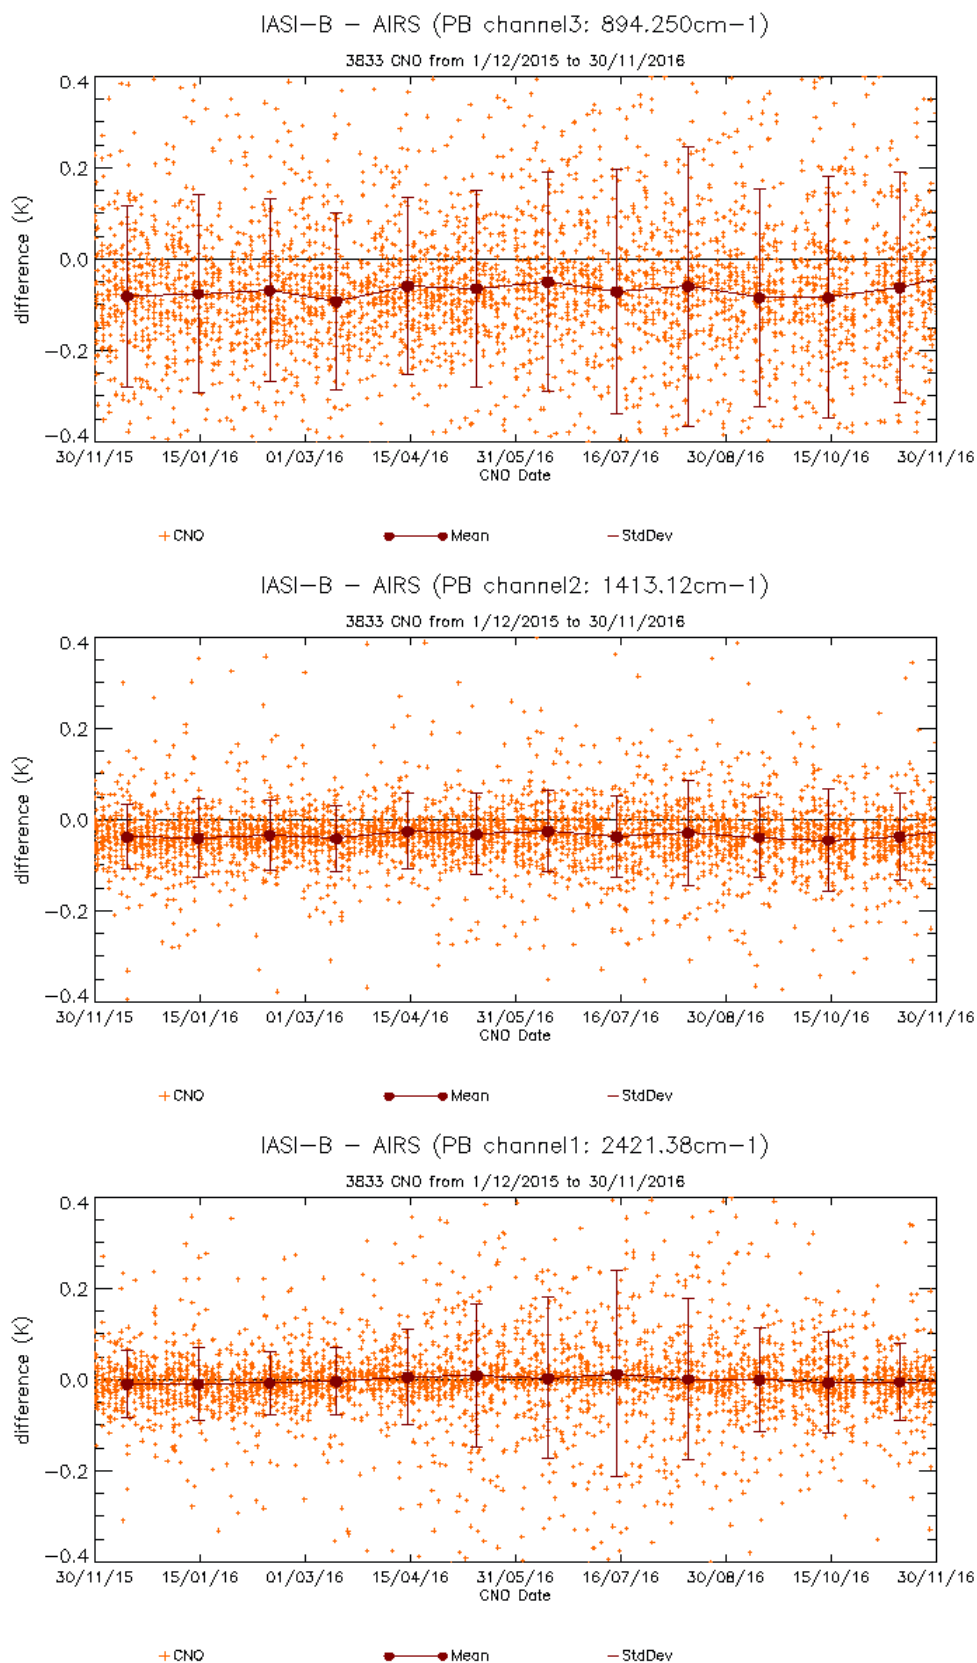 IASI-B - AIRS (PB channel3: 894.250cm-1)
3833 CNO from 1/12/2015 to 30/11/2016
difference (K)
0.4
0.2
0.0
-0.2
-0.4
30/11/15 15/01/16 01/03/16 15/04/16 31/05/16 16/07/16 30/08/16 15/10/16 30/11/16
CNO Date
CNO Mean StdDev
IASI-B - AIRS (PB channel2: 1413.12cm-1)
3833 CNO from 1/12/2015 to 30/11/2016
difference (K)
0.4
0.2
0.0
-0.2
-0.4
30/11/15 15/01/16 01/03/16 15/04/16 31/05/16 16/07/16 30/08/16 15/10/16 30/11/16
CNO Date
CNO Mean StdDev
IASI-B - AIRS (PB channel1: 2421.38cm-1)
3833 CNO from 1/12/2015 to 30/11/2016
difference (K)
0.4
0.2
0.0
-0.2
-0.4
30/11/15 15/01/16 01/03/16 15/04/16 31/05/16 16/07/16 30/08/16 15/10/16 30/11/16
CNO Date
CNO Mean StdDev